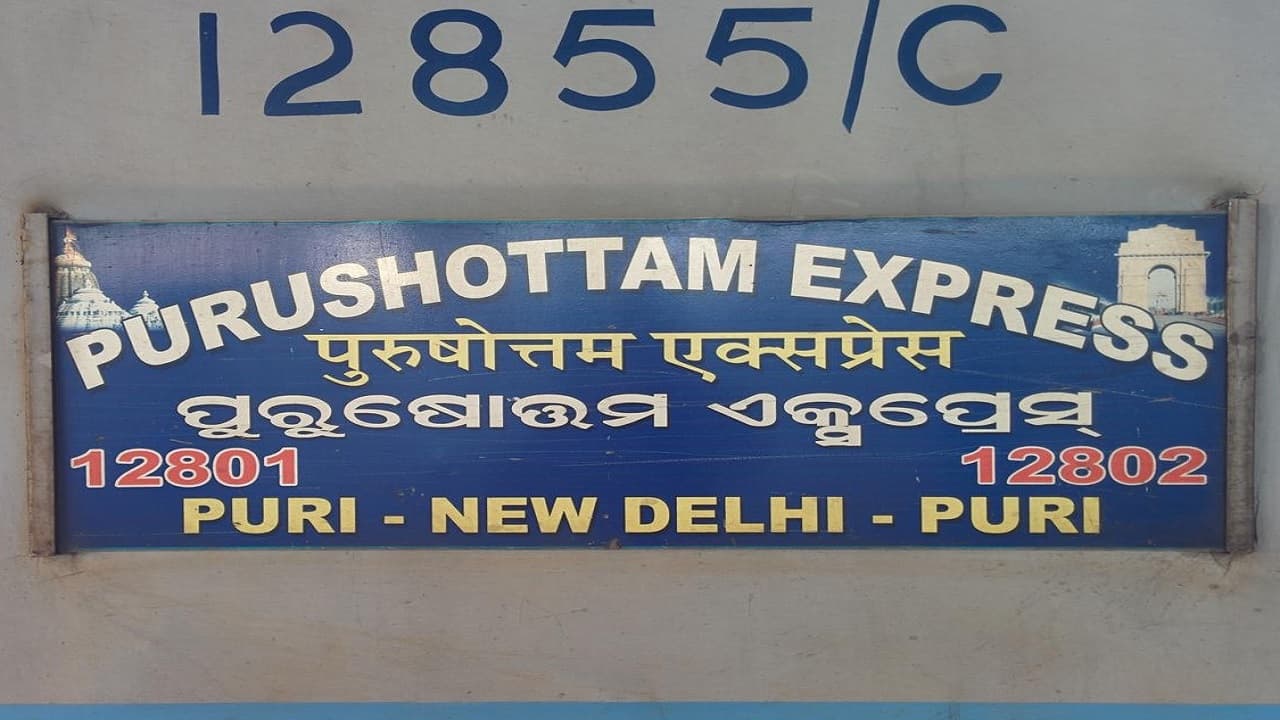 12855/C
PURUSHOTTAM EXPRESS
पुरुषोत्तम एक्सप्रेस
ପୁରୁଷୋତ୍ତମ ଏକ୍ସପ୍ରେସ୍
12801 12802
PURI - NEW DELHI - PURI